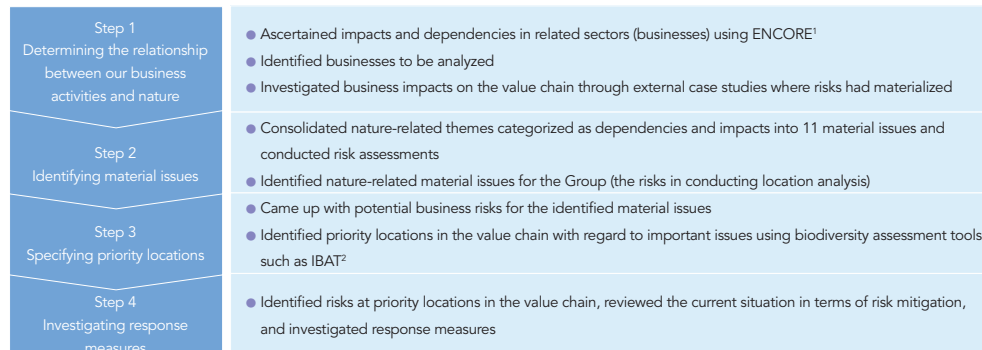 Step 1
Determining the relationship
between our business
activities and nature
● Ascertained impacts and dependencies in related sectors (businesses) using ENCORE¹
● Identified businesses to be analyzed
● Investigated business impacts on the value chain through external case studies where risks had materialized
Step 2
Identifying material issues
● Consolidated nature-related themes categorized as dependencies and impacts into 11 material issues and
conducted risk assessments
● Identified nature-related material issues for the Group (the risks in conducting location analysis)
Step 3
Specifying priority locations
● Came up with potential business risks for the identified material issues
● Identified priority locations in the value chain with regard to important issues using biodiversity assessment tools
such as IBAT²
Step 4
Investigating response
measures
● Identified risks at priority locations in the value chain, reviewed the current situation in terms of risk mitigation,
and investigated response measures